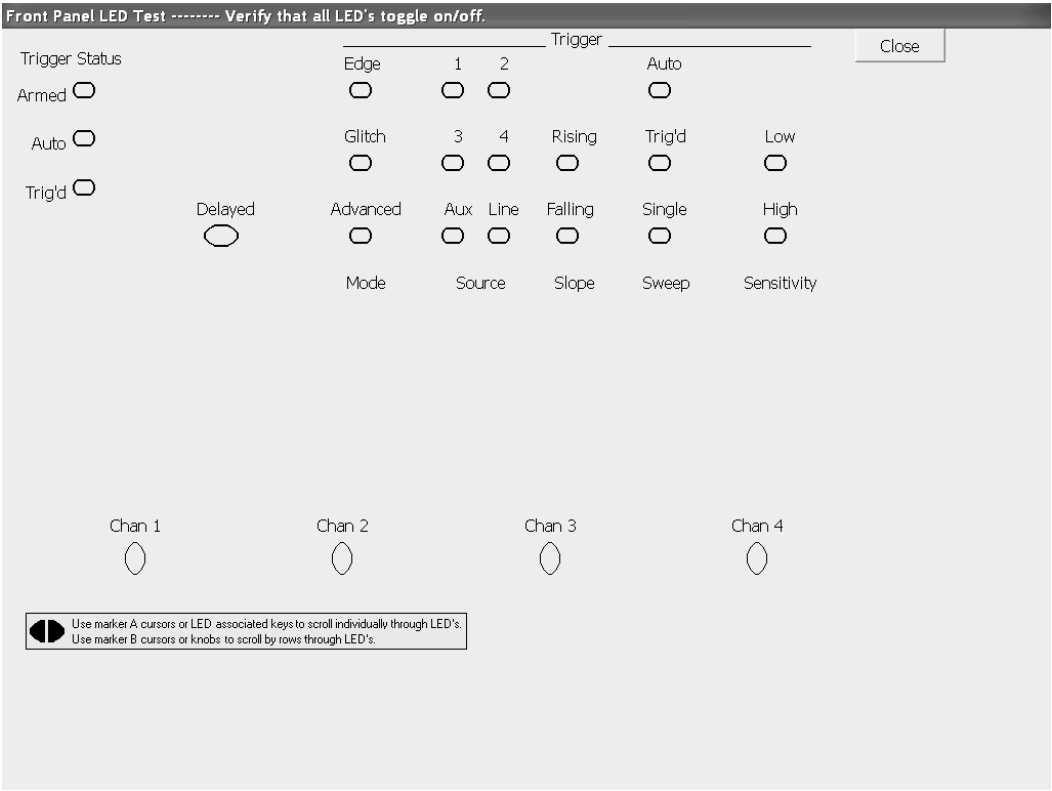 Front Panel LED Test -------- Verify that all LED's toggle on/off.
Trigger
Close
Trigger Status
Edge 1 2 Auto
Armed
Glitch 3 4 Rising Trig'd Low
Auto
Trig'd
Delayed Advanced Aux Line Falling Single High
Mode Source Slope Sweep Sensitivity
Chan 1 Chan 2 Chan 3 Chan 4
Use marker A cursors or LED associated keys to scroll individually through LED's.
Use marker B cursors or knobs to scroll by rows through LED's.